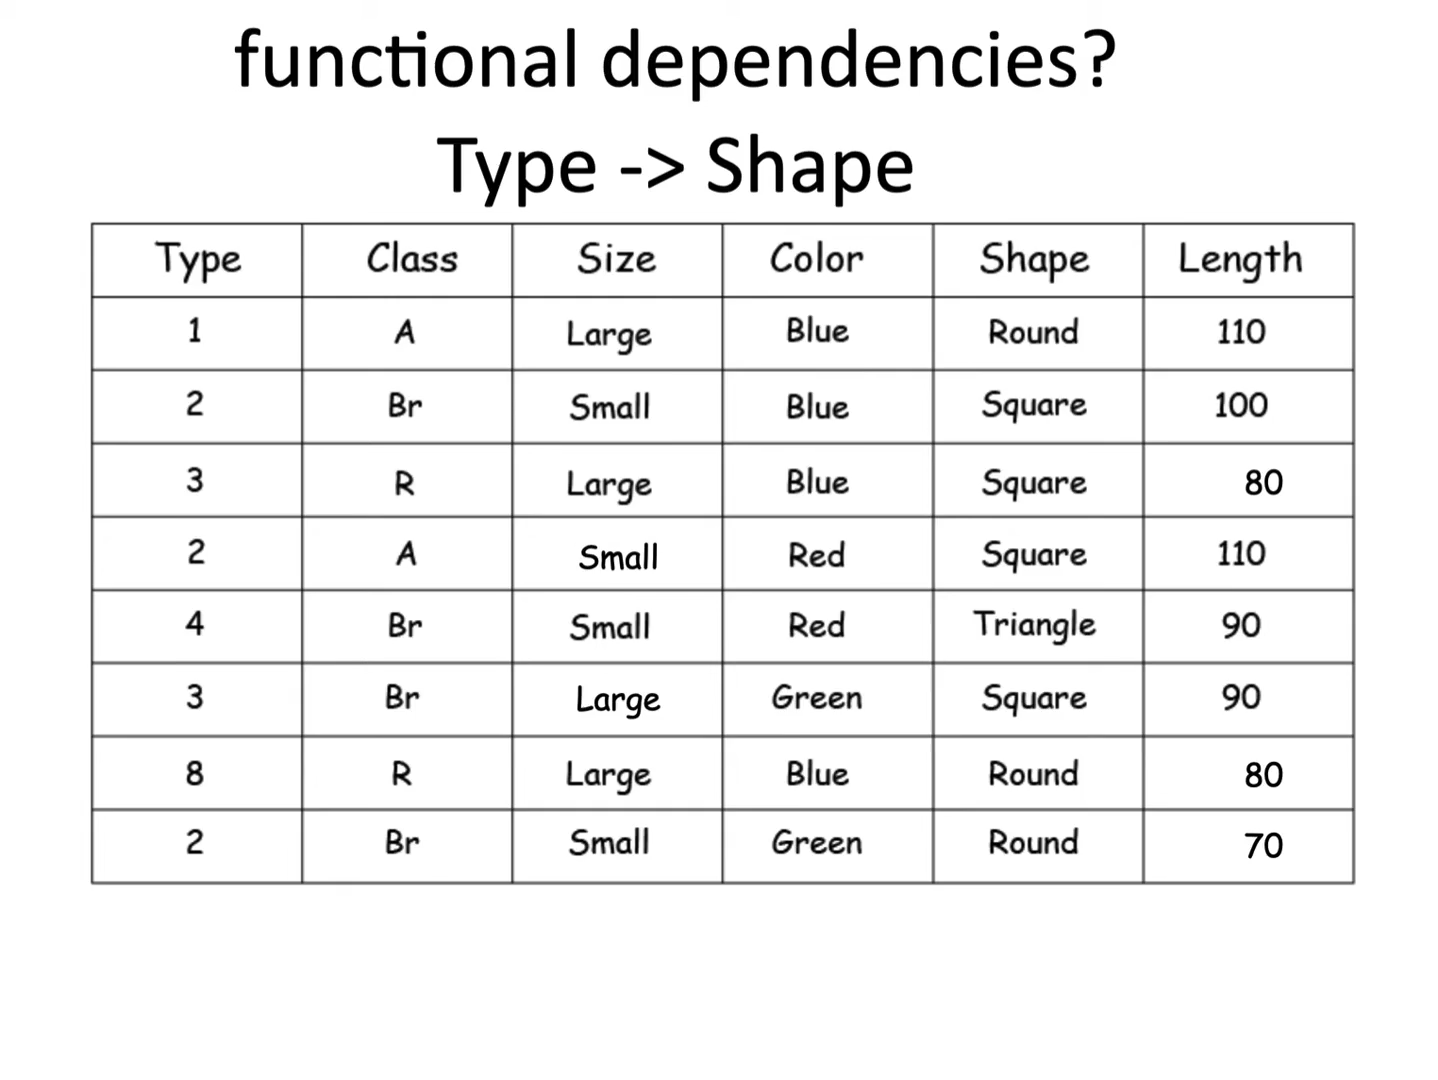 functional dependencies?
Type -> Shape
Type Class Size Color Shape Length
1 A Large Blue Round 110
2 Br Small Blue Square 100
3 R Large Blue Square 80
2 A Small Red Square 110
4 Br Small Red Triangle 90
3 Br Large Green Square 90
8 R Large Blue Round 80
2 Br Small Green Round 70